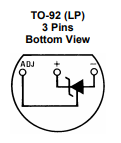 TO-92 (LP)
3 Pins
Bottom View
ADJ + −